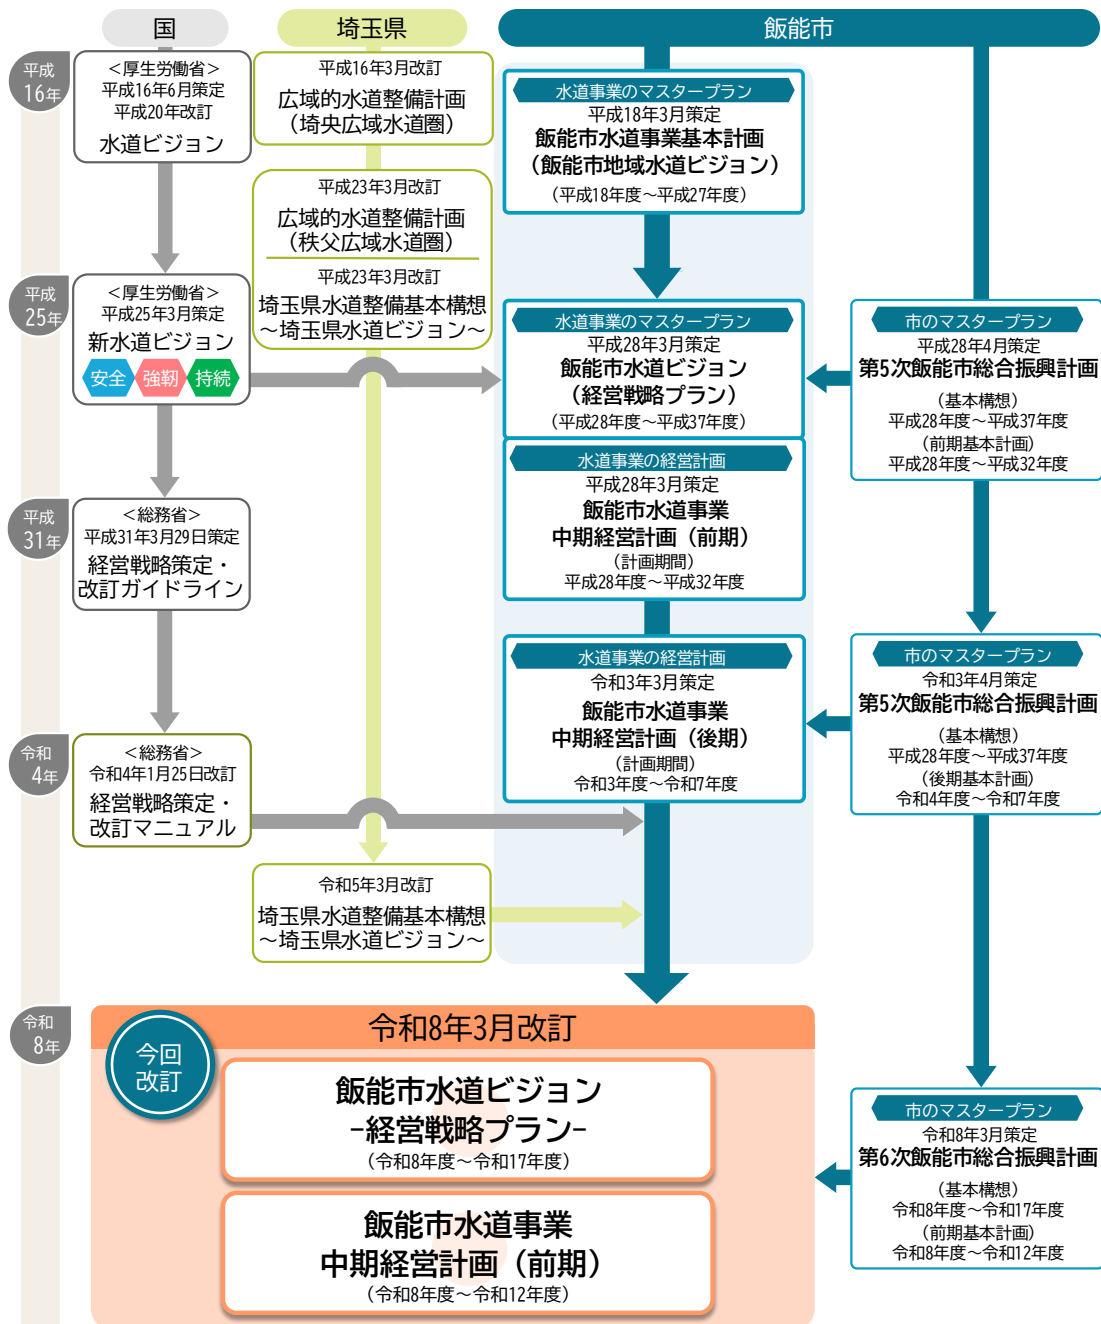 国
埼玉県
飯能市
平成
16年
＜厚生労働省＞
平成16年6月策定
平成20年改訂
水道ビジョン
平成16年3月改訂
広域的水道整備計画
（埼央広域水道圏）
水道事業のマスタープラン
平成18年3月策定
飯能市水道事業基本計画
（飯能市地域水道ビジョン）
（平成18年度～平成27年度）
平成23年3月改訂
広域的水道整備計画
（秩父広域水道圏）
平成23年3月改訂
埼玉県水道整備基本構想
～埼玉県水道ビジョン～
平成
25年
＜厚生労働省＞
平成25年3月策定
新水道ビジョン
安全
強靭
持続
水道事業のマスタープラン
平成28年3月策定
飯能市水道ビジョン
（経営戦略プラン）
（平成28年度～平成37年度）
市のマスタープラン
平成28年4月策定
第5次飯能市総合振興計画
（基本構想）
平成28年度～平成37年度
（前期基本計画）
平成28年度～平成32年度
水道事業の経営計画
平成28年3月策定
飯能市水道事業
中期経営計画（前期）
（計画期間）
平成28年度～平成32年度
平成
31年
＜総務省＞
平成31年3月29日策定
経営戦略策定・
改訂ガイドライン
水道事業の経営計画
令和3年3月策定
飯能市水道事業
中期経営計画（後期）
（計画期間）
令和3年度～令和7年度
市のマスタープラン
令和3年4月策定
第5次飯能市総合振興計画
（基本構想）
平成28年度～平成37年度
（後期基本計画）
令和4年度～令和7年度
令和
4年
＜総務省＞
令和4年1月25日改訂
経営戦略策定・
改訂マニュアル
令和5年3月改訂
埼玉県水道整備基本構想
～埼玉県水道ビジョン～
令和
8年
令和8年3月改訂
今回
改訂
飯能市水道ビジョン
-経営戦略プラン-
（令和8年度～令和17年度）
飯能市水道事業
中期経営計画（前期）
（令和8年度～令和12年度）
市のマスタープラン
令和8年3月策定
第6次飯能市総合振興計画
（基本構想）
令和8年度～令和17年度
（前期基本計画）
令和8年度～令和12年度